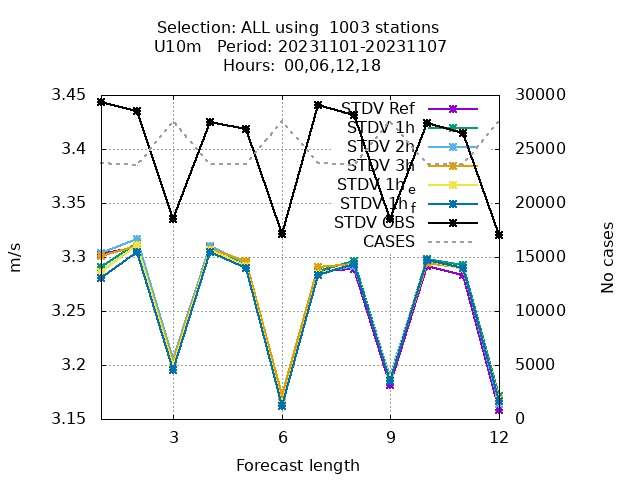 Selection: ALL using  1003 stations
U10m   Period: 20231101-20231107
Hours:  00,06,12,18
3.45
3.4
3.35
3.3
3.25
3.2
3.15
30000
25000
20000
15000
10000
5000
0
m/s
No cases
STDV Ref
STDV 1h
STDV 2h
STDV 3h
STDV 1h_e
STDV 1h_f
STDV OBS
CASES
3
6
9
12
Forecast length